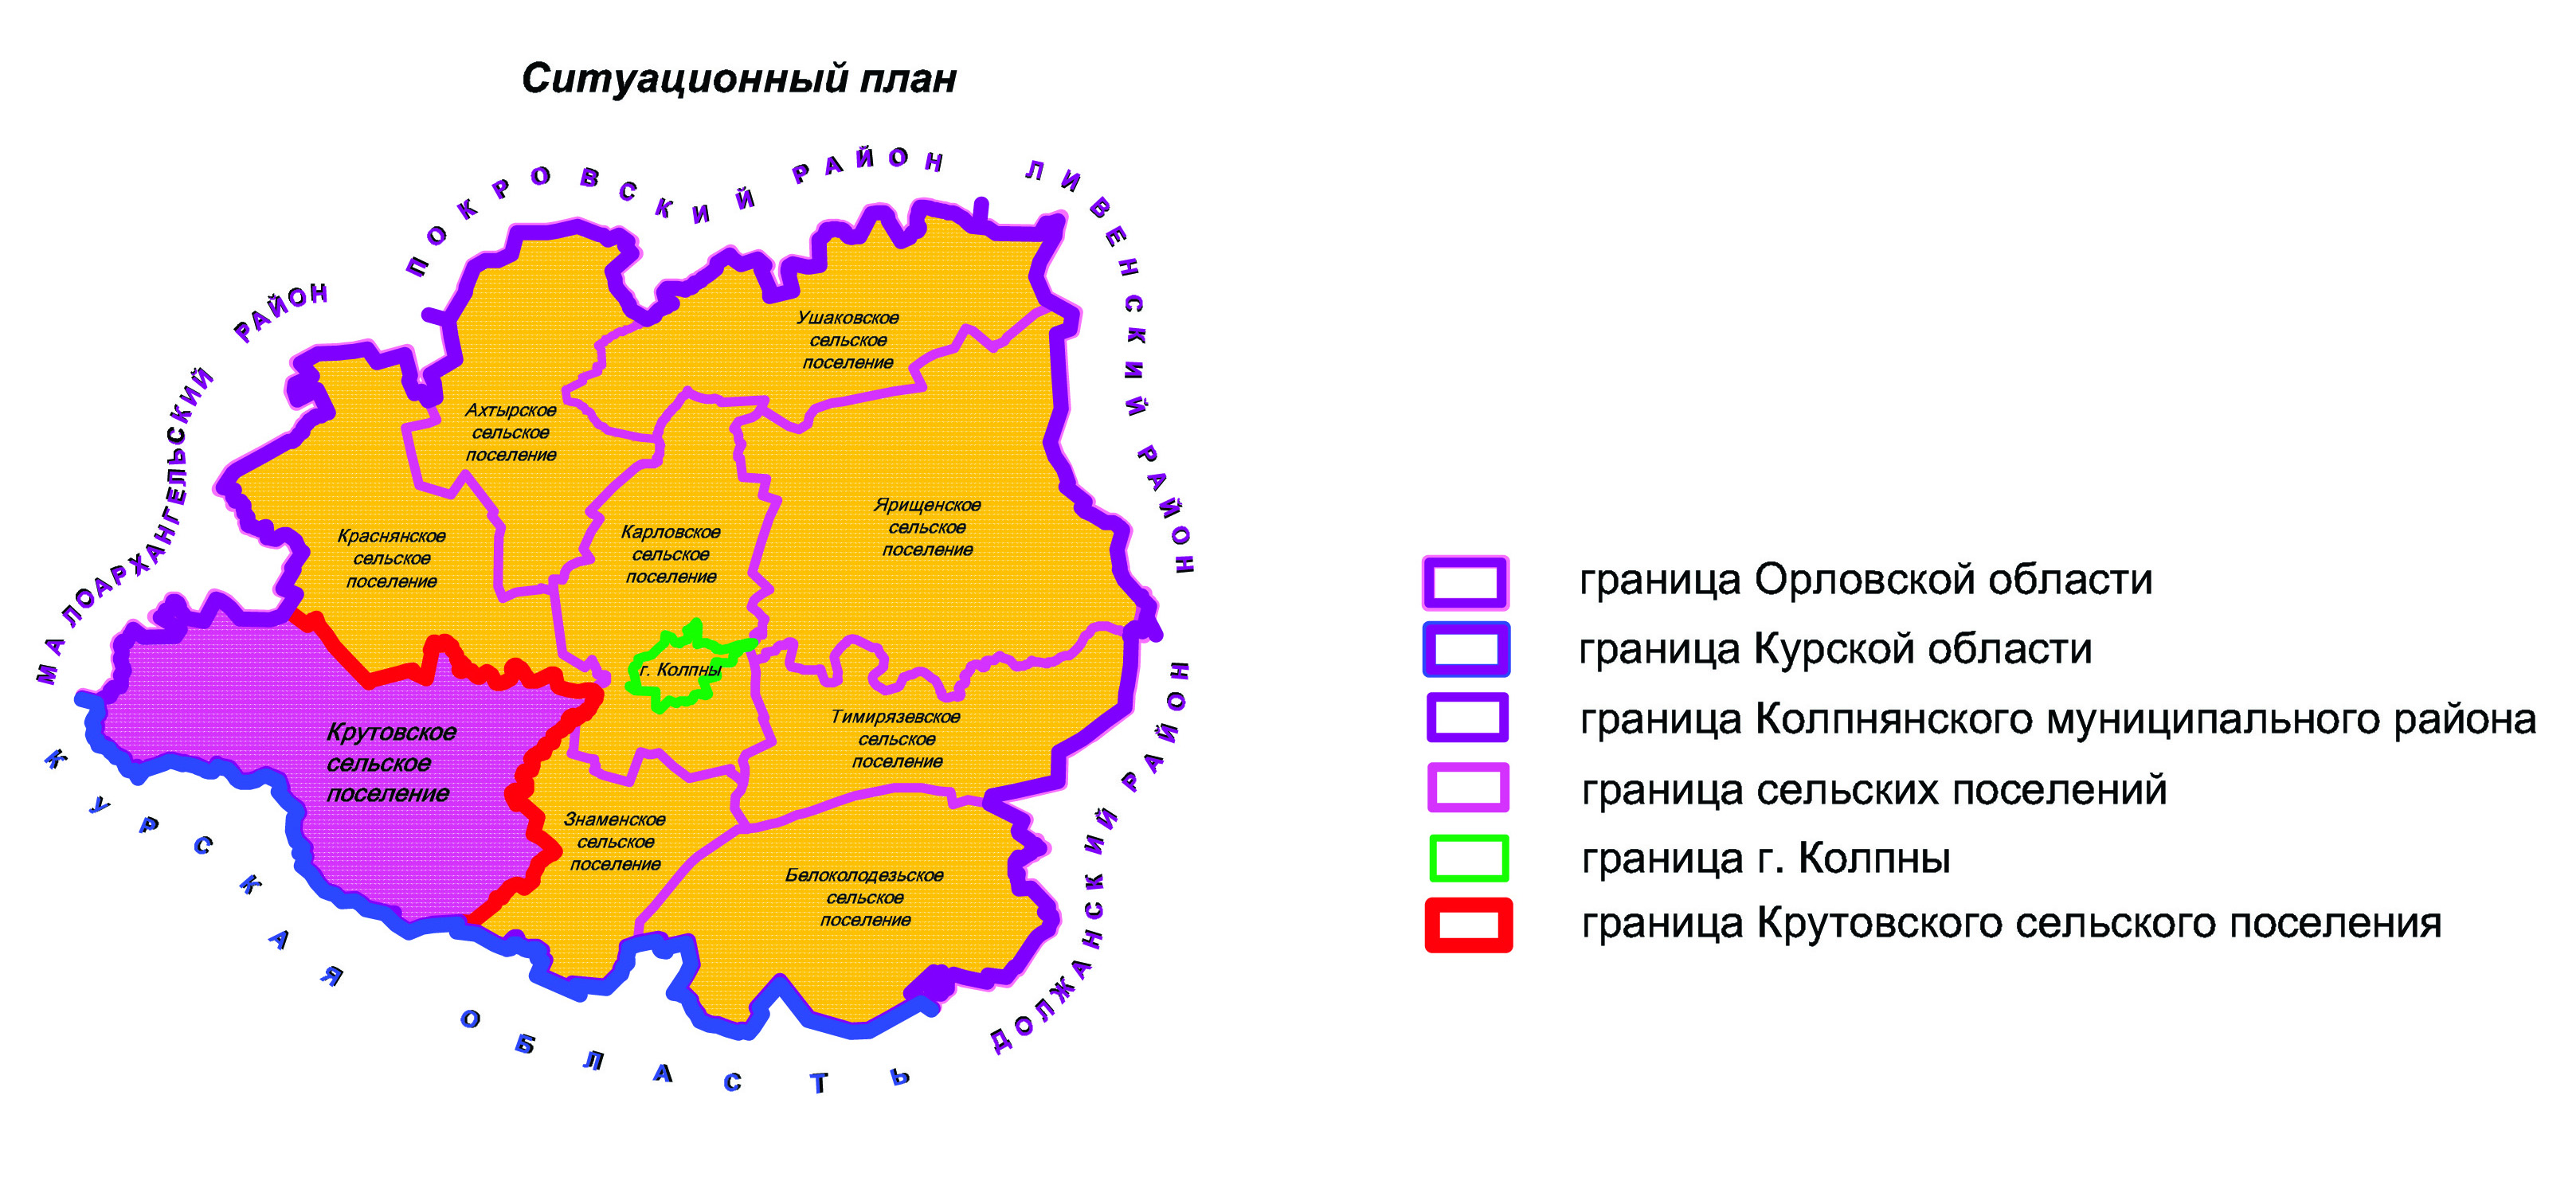 Ситуационный план
ПОКРОВСКИЙ РАЙОН
ЛИВЕНСКИЙ РАЙОН
МАЛОАРХАНГЕЛЬСКИЙ РАЙОН
Ушаковское
сельское
поселение
Ахтырское
сельское
поселение
Ярищенское
сельское
поселение
Краснянское
сельское
поселение
Карловское
сельское
поселение
г. Колпны
Крутовское
сельское
поселение
Тимирязевское
сельское
поселение
Знаменское
сельское
поселение
Белоколодезьское
сельское
поселение
ДОЛЖАНСКИЙ РАЙОН
КУРСКАЯ ОБЛАСТЬ
граница Орловской области
граница Курской области
граница Колпнянского муниципального района
граница сельских поселений
граница г. Колпны
граница Крутовского сельского поселения